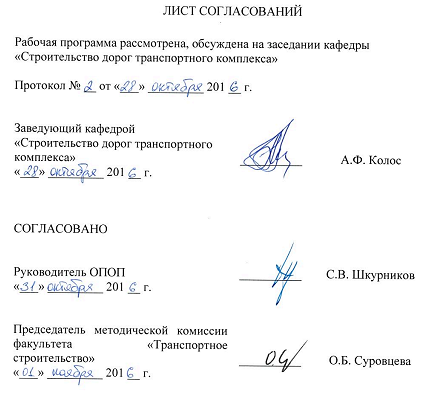 ЛИСТ СОГЛАСОВАНИЙ
Рабочая программа рассмотрена, обсуждена на заседании кафедры
«Строительство дорог транспортного комплекса»
Протокол № 2 от «28» октября 2016 г.
Заведующий кафедрой
«Строительство дорог транспортного
комплекса» А.Ф. Колос
«28» октября 2016 г.
СОГЛАСОВАНО
Руководитель ОПОП С.В. Шкурников
«31» октября 2016 г.
Председатель методической комиссии
факультета «Транспортное
строительство» О.Б. Суровцева
«01» ноября 2016 г.